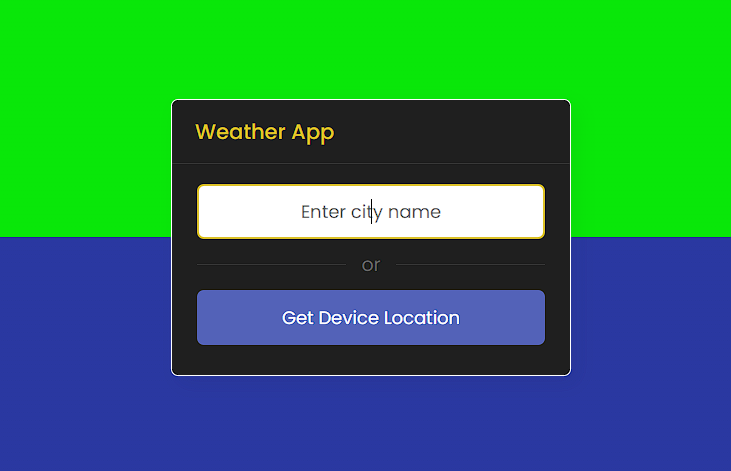 Weather App
Enter city name
or
Get Device Location